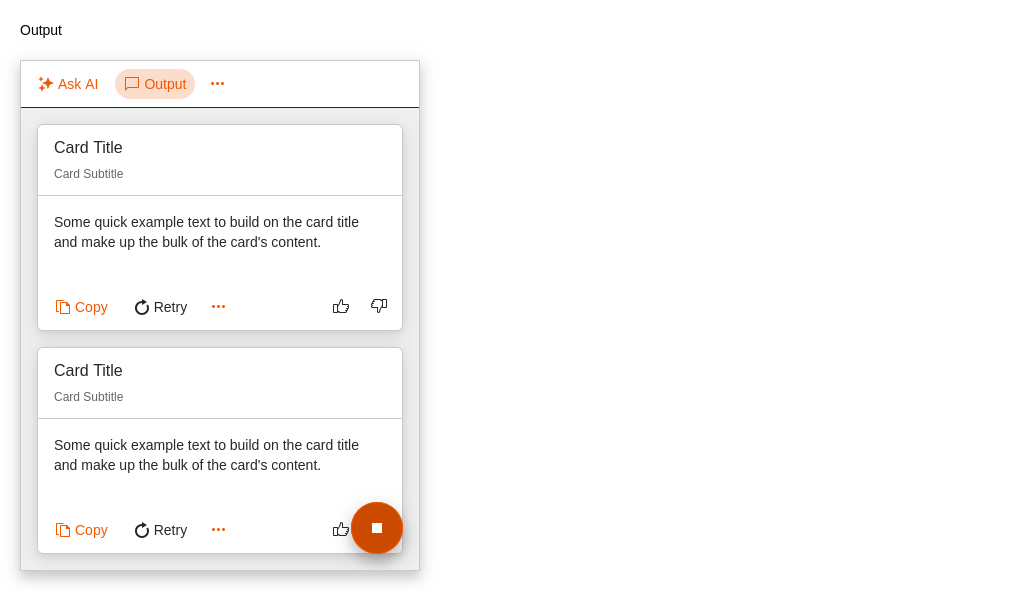 Output
Ask AI Output
Card Title
Card Subtitle
Some quick example text to build on the card title
and make up the bulk of the card's content.
Copy Retry
Card Title
Card Subtitle
Some quick example text to build on the card title
and make up the bulk of the card's content.
Copy Retry